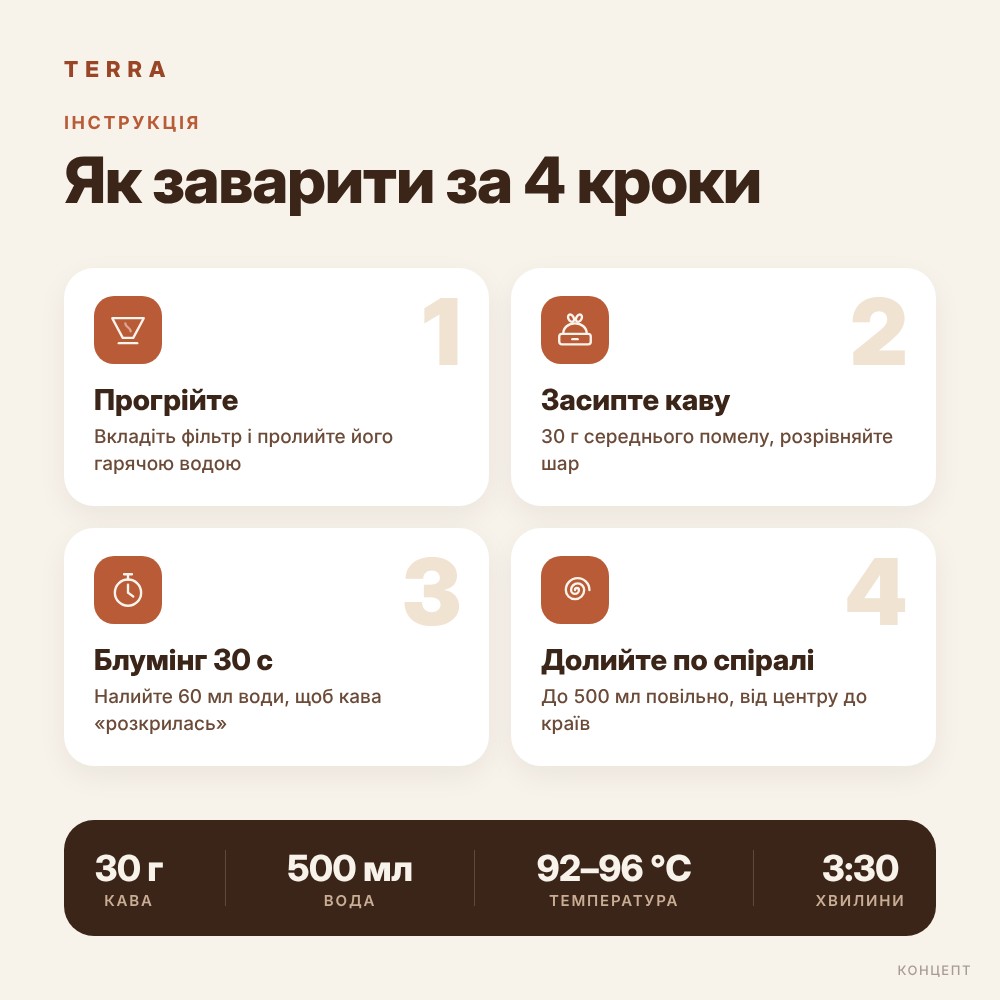 TERRA
ІНСТРУКЦІЯ
Як заварити за 4 кроки
1
Прогрійте
Вкладіть фільтр і пролийте його
гарячою водою
2
Засипте каву
30 г середнього помелу, розрівняйте
шар
3
Блумінг 30 с
Налийте 60 мл води, щоб кава
«розкрилась»
4
Долийте по спіралі
До 500 мл повільно, від центру до
країв
30 г
КАВА
500 мл
ВОДА
92–96 °C
ТЕМПЕРАТУРА
3:30
ХВИЛИНИ
КОНЦЕПТ